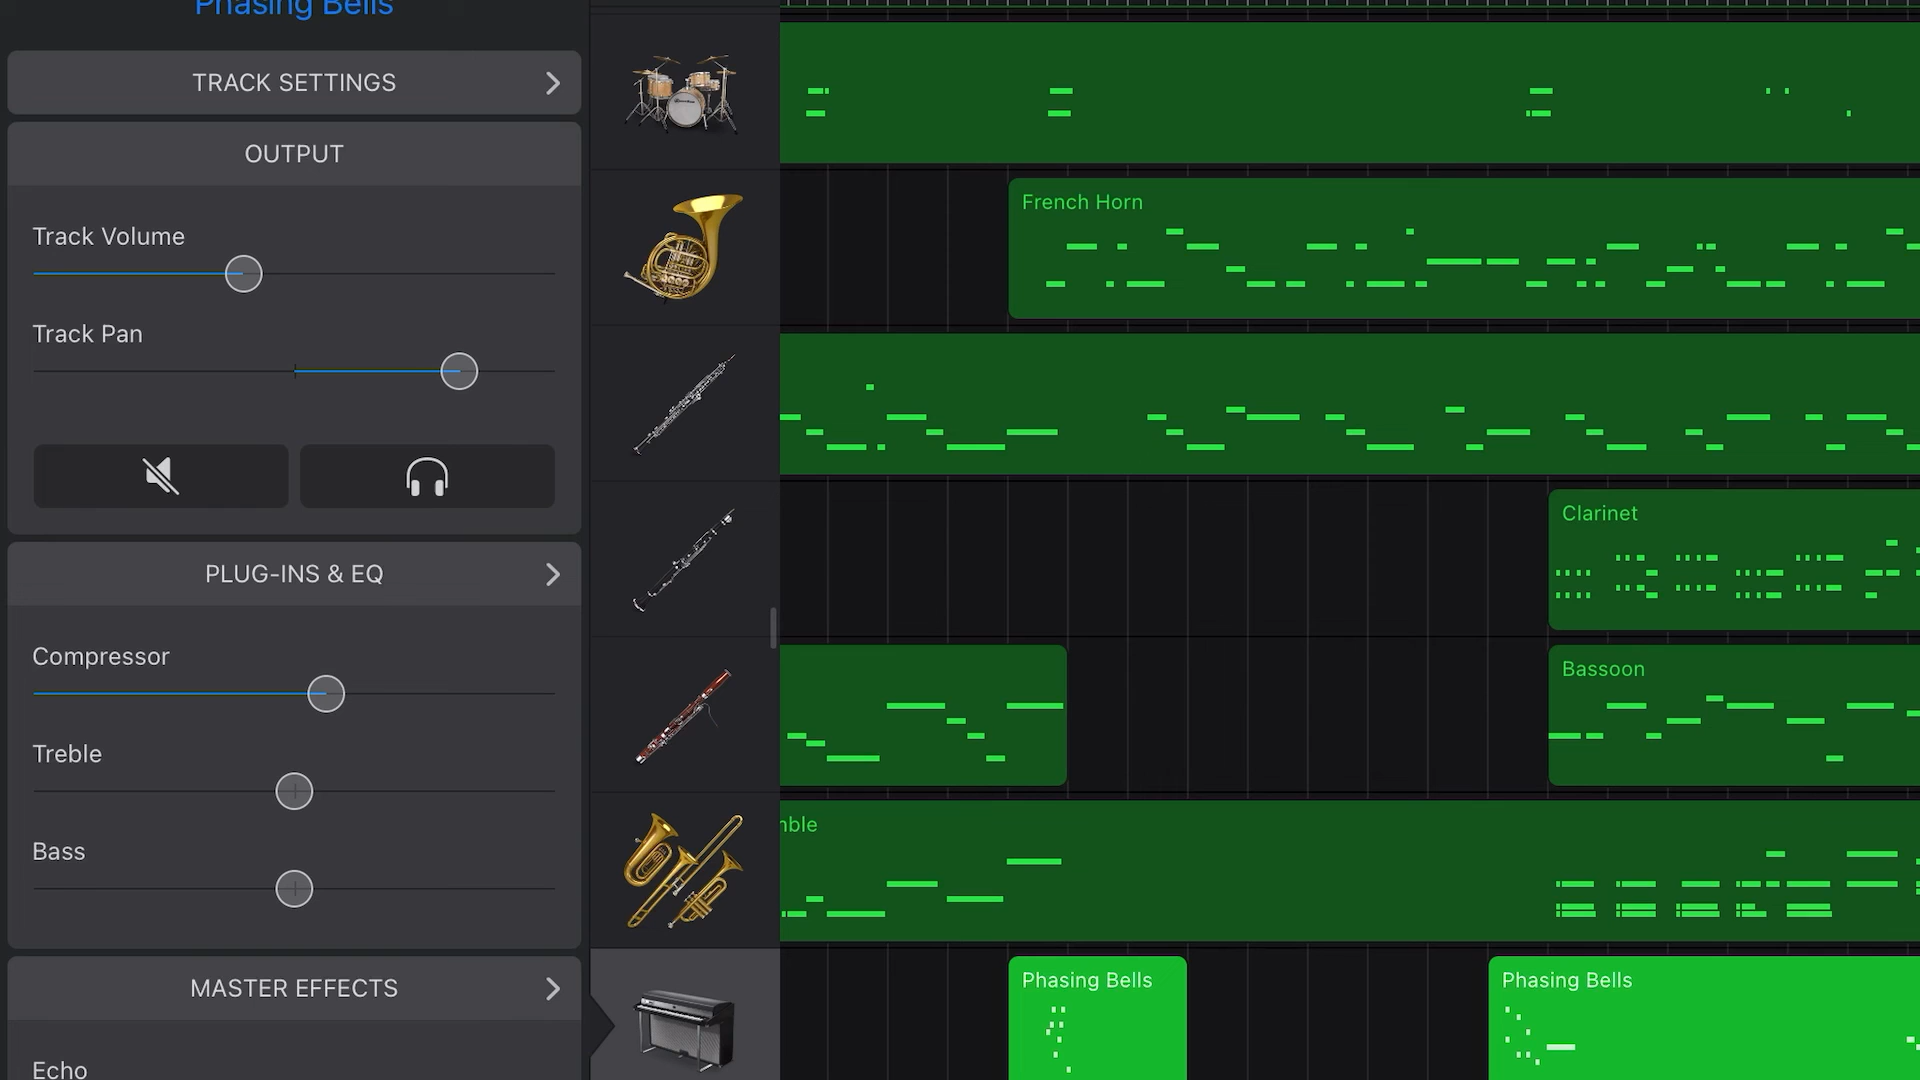 Phasing Bells
TRACK SETTINGS
OUTPUT
Track Volume
Track Pan
PLUG-INS & EQ
Compressor
Treble
Bass
MASTER EFFECTS
Echo
French Horn
Clarinet
Bassoon
mble
Phasing Bells
Phasing Bells